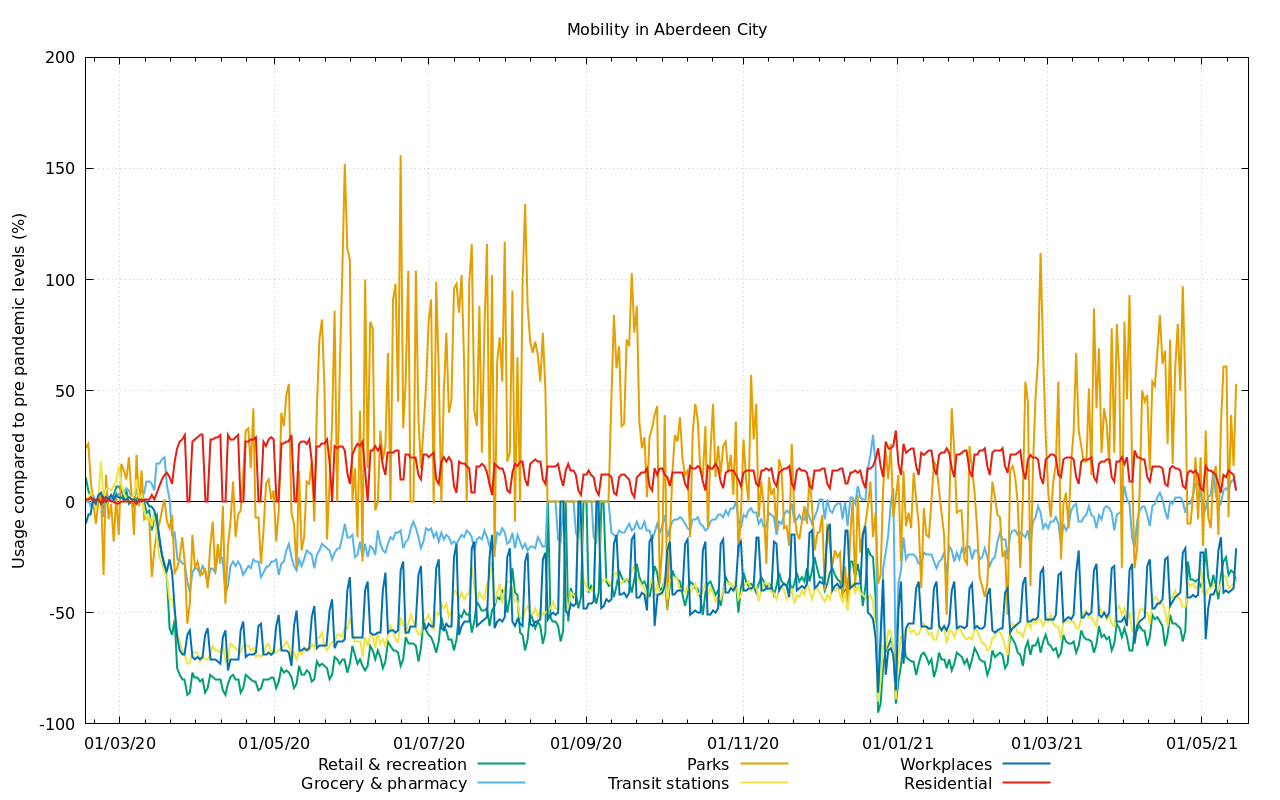 Mobility in Aberdeen City
Usage compared to pre pandemic levels (%)
200
150
100
50
0
-50
-100
01/03/20 01/05/20 01/07/20 01/09/20 01/11/20 01/01/21 01/03/21 01/05/21
Retail & recreation Parks Workplaces
Grocery & pharmacy Transit stations Residential